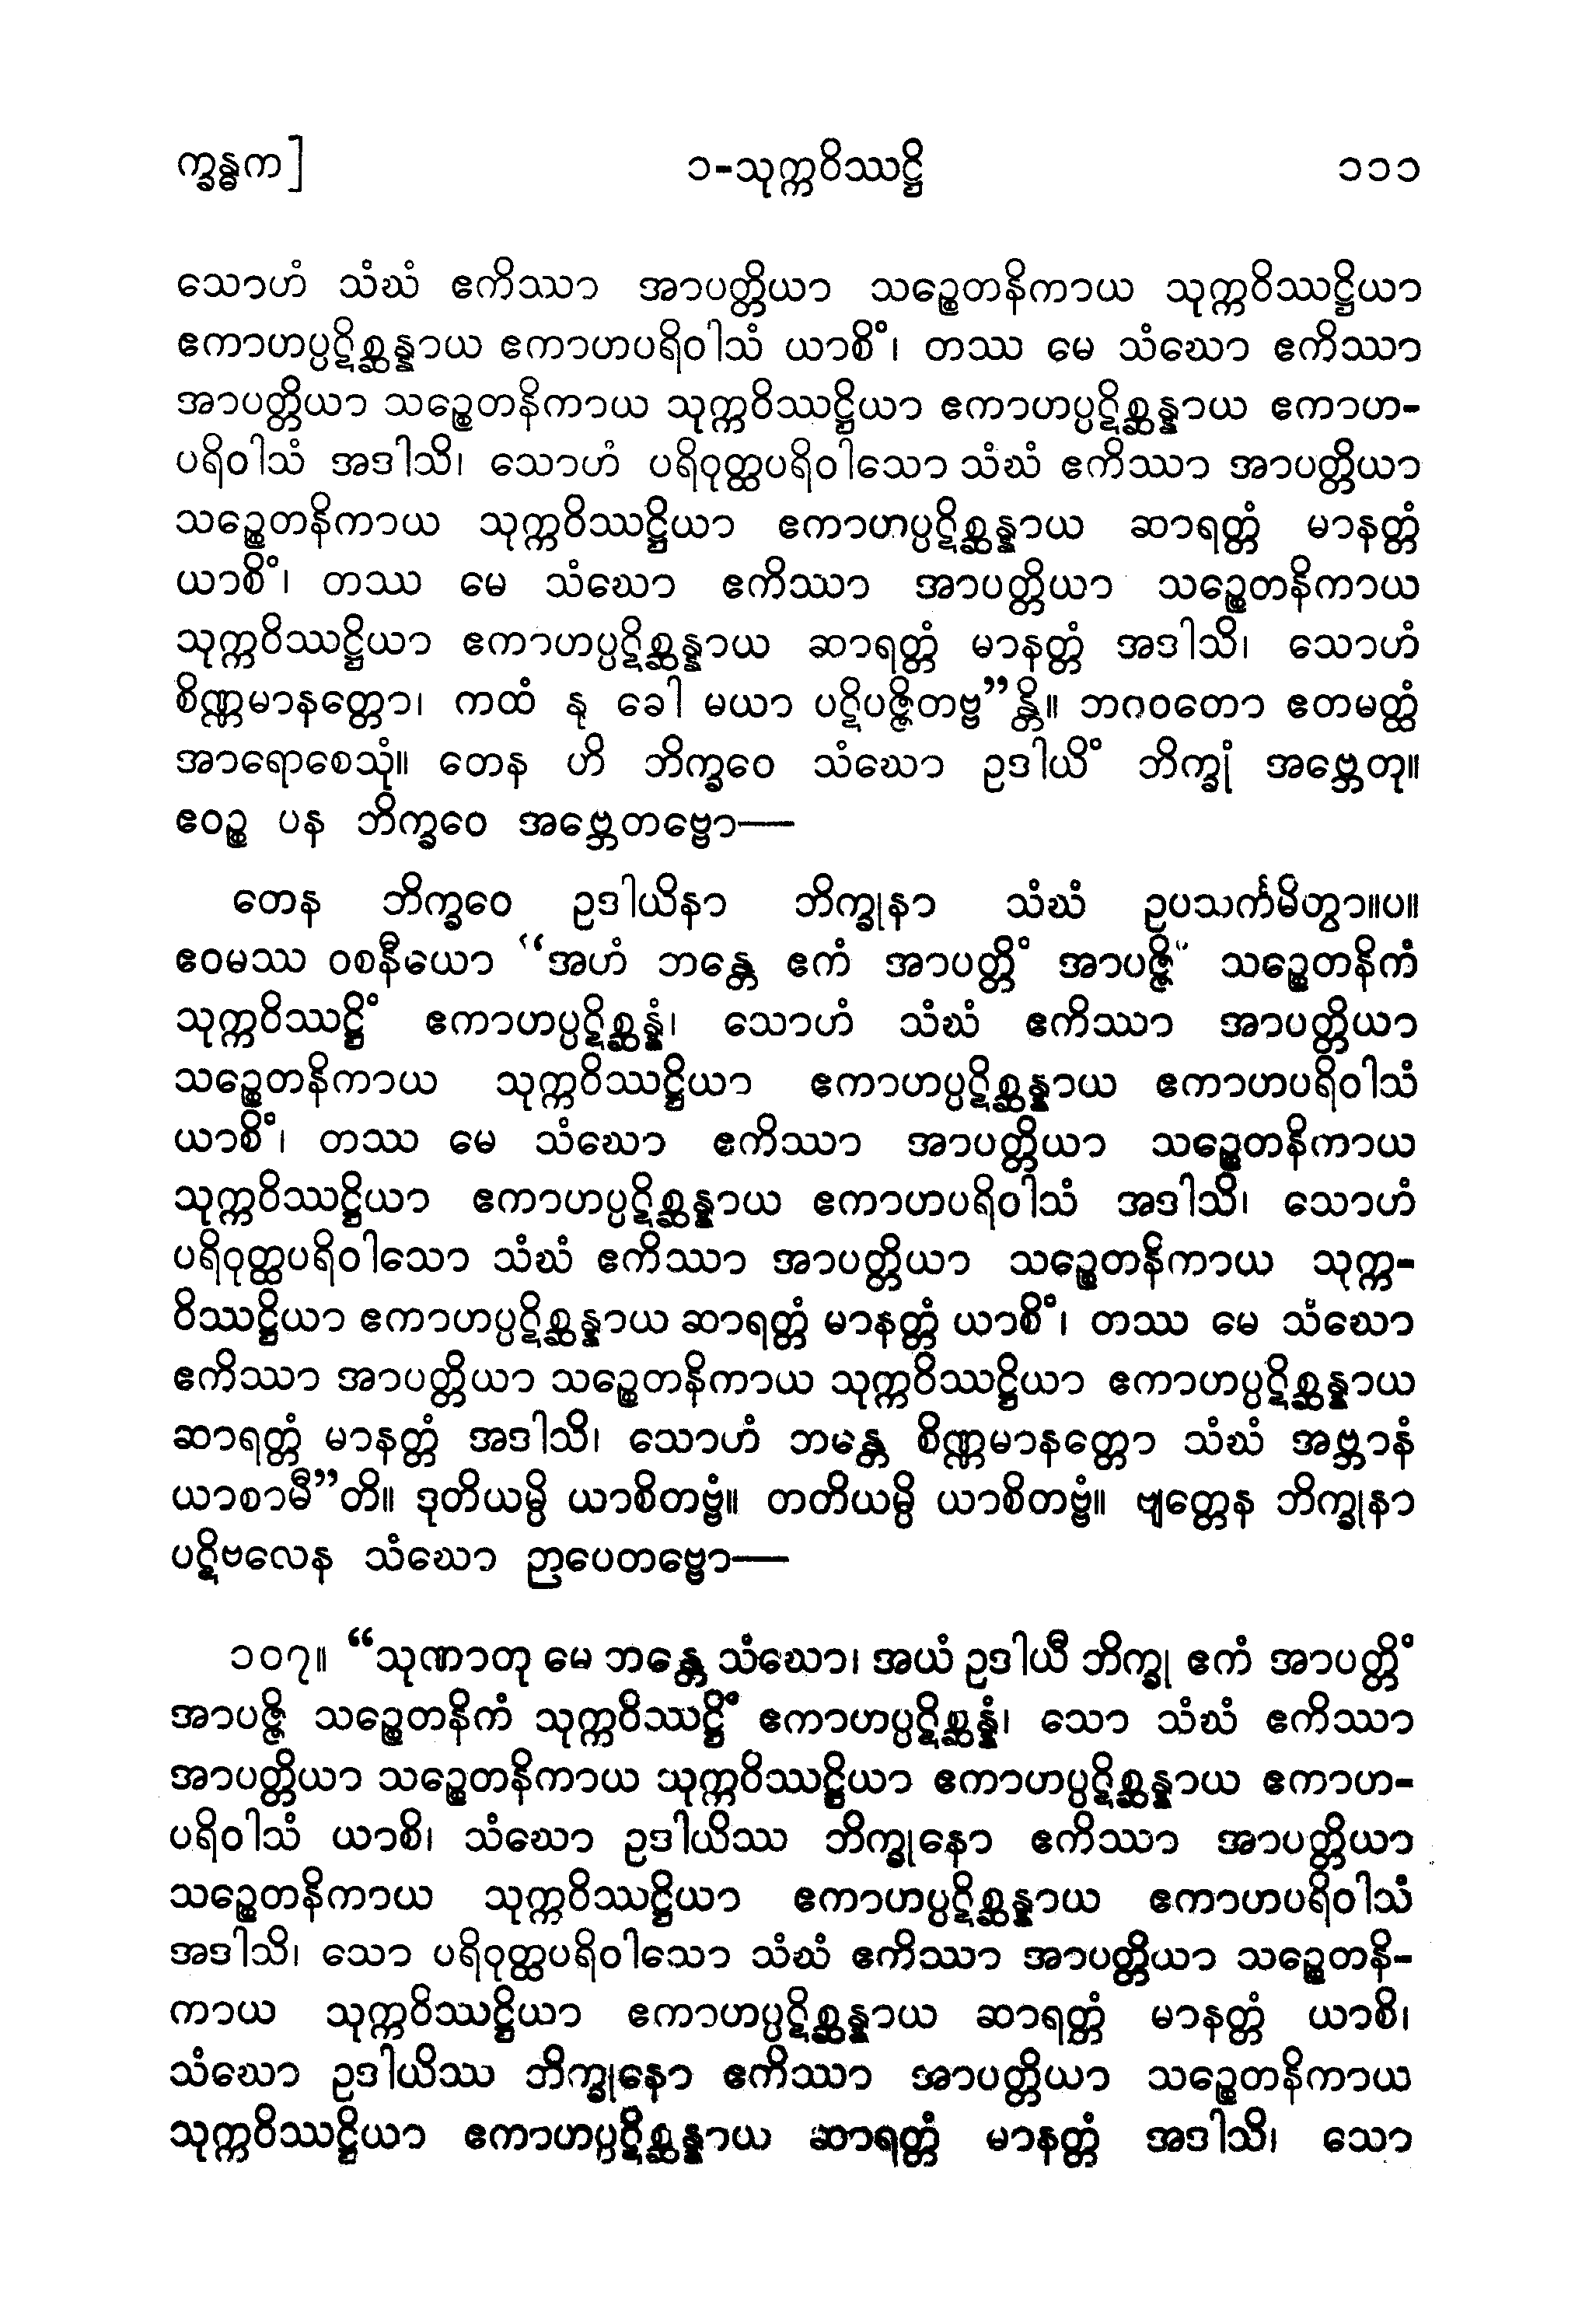 က္ခန္ဓက]	၁-သုက္ကဝိဿဋ္ဌိ	၁၁၁
သောဟံ သံဃံ ဧကိဿာ အာပတ္တိယာ သဉ္စေတနိကာယ သုက္ကဝိဿဋ္ဌိယာ
ဧကာဟပ္ပဋိစ္ဆန္နာယ ဧကာဟပရိဝါသံ ယာစိံ၊ တဿ မေ သံဃော ဧကိဿာ
အာပတ္တိယာ သဉ္စေတနိကာယ သုက္ကဝိဿဋ္ဌိယာ ဧကာဟပ္ပဋိစ္ဆန္နာယ ဧကာဟ-
ပရိဝါသံ အဒါသိ၊ သောဟံ ပရိဝုတ္ထပရိဝါသော သံဃံ ဧကိဿာ အာပတ္တိယာ
သဉ္စေတနိကာယ သုက္ကဝိဿဋ္ဌိယာ ဧကာဟပ္ပဋိစ္ဆန္နာယ ဆာရတ္တံ မာနတ္တံ
ယာစိံ၊ တဿ မေ သံဃော ဧကိဿာ အာပတ္တိယာ သဉ္စေတနိကာယ
သုက္ကဝိဿဋ္ဌိယာ ဧကာဟပ္ပဋိစ္ဆန္နာယ ဆာရတ္တံ မာနတ္တံ အဒါသိ၊ သောဟံ
စိဏ္ဏမာနတ္တော၊ ကထံ နု ခေါ မယာ ပဋိပဇ္ဇိတဗ္ဗ”န္တိ။ ဘဂဝတော ဧတမတ္ထံ
အာရောစေသုံ။ တေန ဟိ ဘိက္ခဝေ သံဃော ဥဒါယိံ ဘိက္ခုံ အဗ္ဘေတု။
ဧဝဉ္စ ပန ဘိက္ခဝေ အဗ္ဘေတဗ္ဗော—
တေန ဘိက္ခဝေ ဥဒါယိနာ ဘိက္ခုနာ သံဃံ ဥပသင်္ကမိတွာ။ပ။
ဧဝမဿ ဝစနီယော “အဟံ ဘန္တေ ဧကံ အာပတ္တိံ အာပဇ္ဇိံ သဉ္စေတနိကံ
သုက္ကဝိဿဋ္ဌိံ ဧကာဟပ္ပဋိစ္ဆန္နံ၊ သောဟံ သံဃံ ဧကိဿာ အာပတ္တိယာ
သဉ္စေတနိကာယ သုက္ကဝိဿဋ္ဌိယာ ဧကာဟပ္ပဋိစ္ဆန္နာယ ဧကာဟပရိဝါသံ
ယာစိံ၊ တဿ မေ သံဃော ဧကိဿာ အာပတ္တိယာ သဉ္စေတနိကာယ
သုက္ကဝိဿဋ္ဌိယာ ဧကာဟပ္ပဋိစ္ဆန္နာယ ဧကာဟပရိဝါသံ အဒါသိ၊ သောဟံ
ပရိဝုတ္ထပရိဝါသော သံဃံ ဧကိဿာ အာပတ္တိယာ သဉ္စေတနိကာယ သုက္က-
ဝိဿဋ္ဌိယာ ဧကာဟပ္ပဋိစ္ဆန္နာယ ဆာရတ္တံ မာနတ္တံ ယာစိံ၊ တဿ မေ သံဃော
ဧကိဿာ အာပတ္တိယာ သဉ္စေတနိကာယ သုက္ကဝိဿဋ္ဌိယာ ဧကာဟပ္ပဋိစ္ဆန္နာယ
ဆာရတ္တံ မာနတ္တံ အဒါသိ၊ သောဟံ ဘန္တေ စိဏ္ဏမာနတ္တော သံဃံ အဗ္ဘာနံ
ယာစာမီ”တိ။ ဒုတိယမ္ပိ ယာစိတဗ္ဗံ။ တတိယမ္ပိ ယာစိတဗ္ဗံ။ ဗျတ္တေန ဘိက္ခုနာ
ပဋိဗလေန သံဃော ဉာပေတဗ္ဗော—
၁၀၇။ “သုဏာတု မေ ဘန္တေ သံဃော၊ အယံ ဥဒါယီ ဘိက္ခု ဧကံ အာပတ္တိံ
အာပဇ္ဇိ သဉ္စေတနိကံ သုက္ကဝိဿဋ္ဌိံ ဧကာဟပ္ပဋိစ္ဆန္နံ၊ သော သံဃံ ဧကိဿာ
အာပတ္တိယာ သဉ္စေတနိကာယ သုက္ကဝိဿဋ္ဌိယာ ဧကာဟပ္ပဋိစ္ဆန္နာယ ဧကာဟ-
ပရိဝါသံ ယာစိ၊ သံဃော ဥဒါယိဿ ဘိက္ခုနော ဧကိဿာ အာပတ္တိယာ
သဉ္စေတနိကာယ သုက္ကဝိဿဋ္ဌိယာ ဧကာဟပ္ပဋိစ္ဆန္နာယ ဧကာဟပရိဝါသံ
အဒါသိ၊ သော ပရိဝုတ္ထပရိဝါသော သံဃံ ဧကိဿာ အာပတ္တိယာ သဉ္စေတနိ-
ကာယ သုက္ကဝိဿဋ္ဌိယာ ဧကာဟပ္ပဋိစ္ဆန္နာယ ဆာရတ္တံ မာနတ္တံ ယာစိ၊
သံဃော ဥဒါယိဿ ဘိက္ခုနော ဧကိဿာ အာပတ္တိယာ သဉ္စေတနိကာယ
သုက္ကဝိဿဋ္ဌိယာ ဧကာဟပ္ပဋိစ္ဆန္နာယ ဆာရတ္တံ မာနတ္တံ အဒါသိ၊ သော